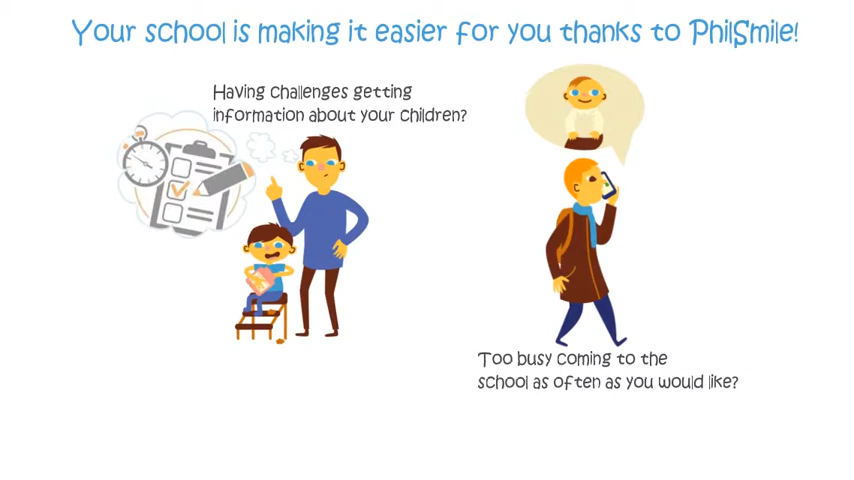 Your school is making it easier for you thanks to PhilSmile!
Having challenges getting
information about your children?
Too busy coming to the
school as often as you would like?